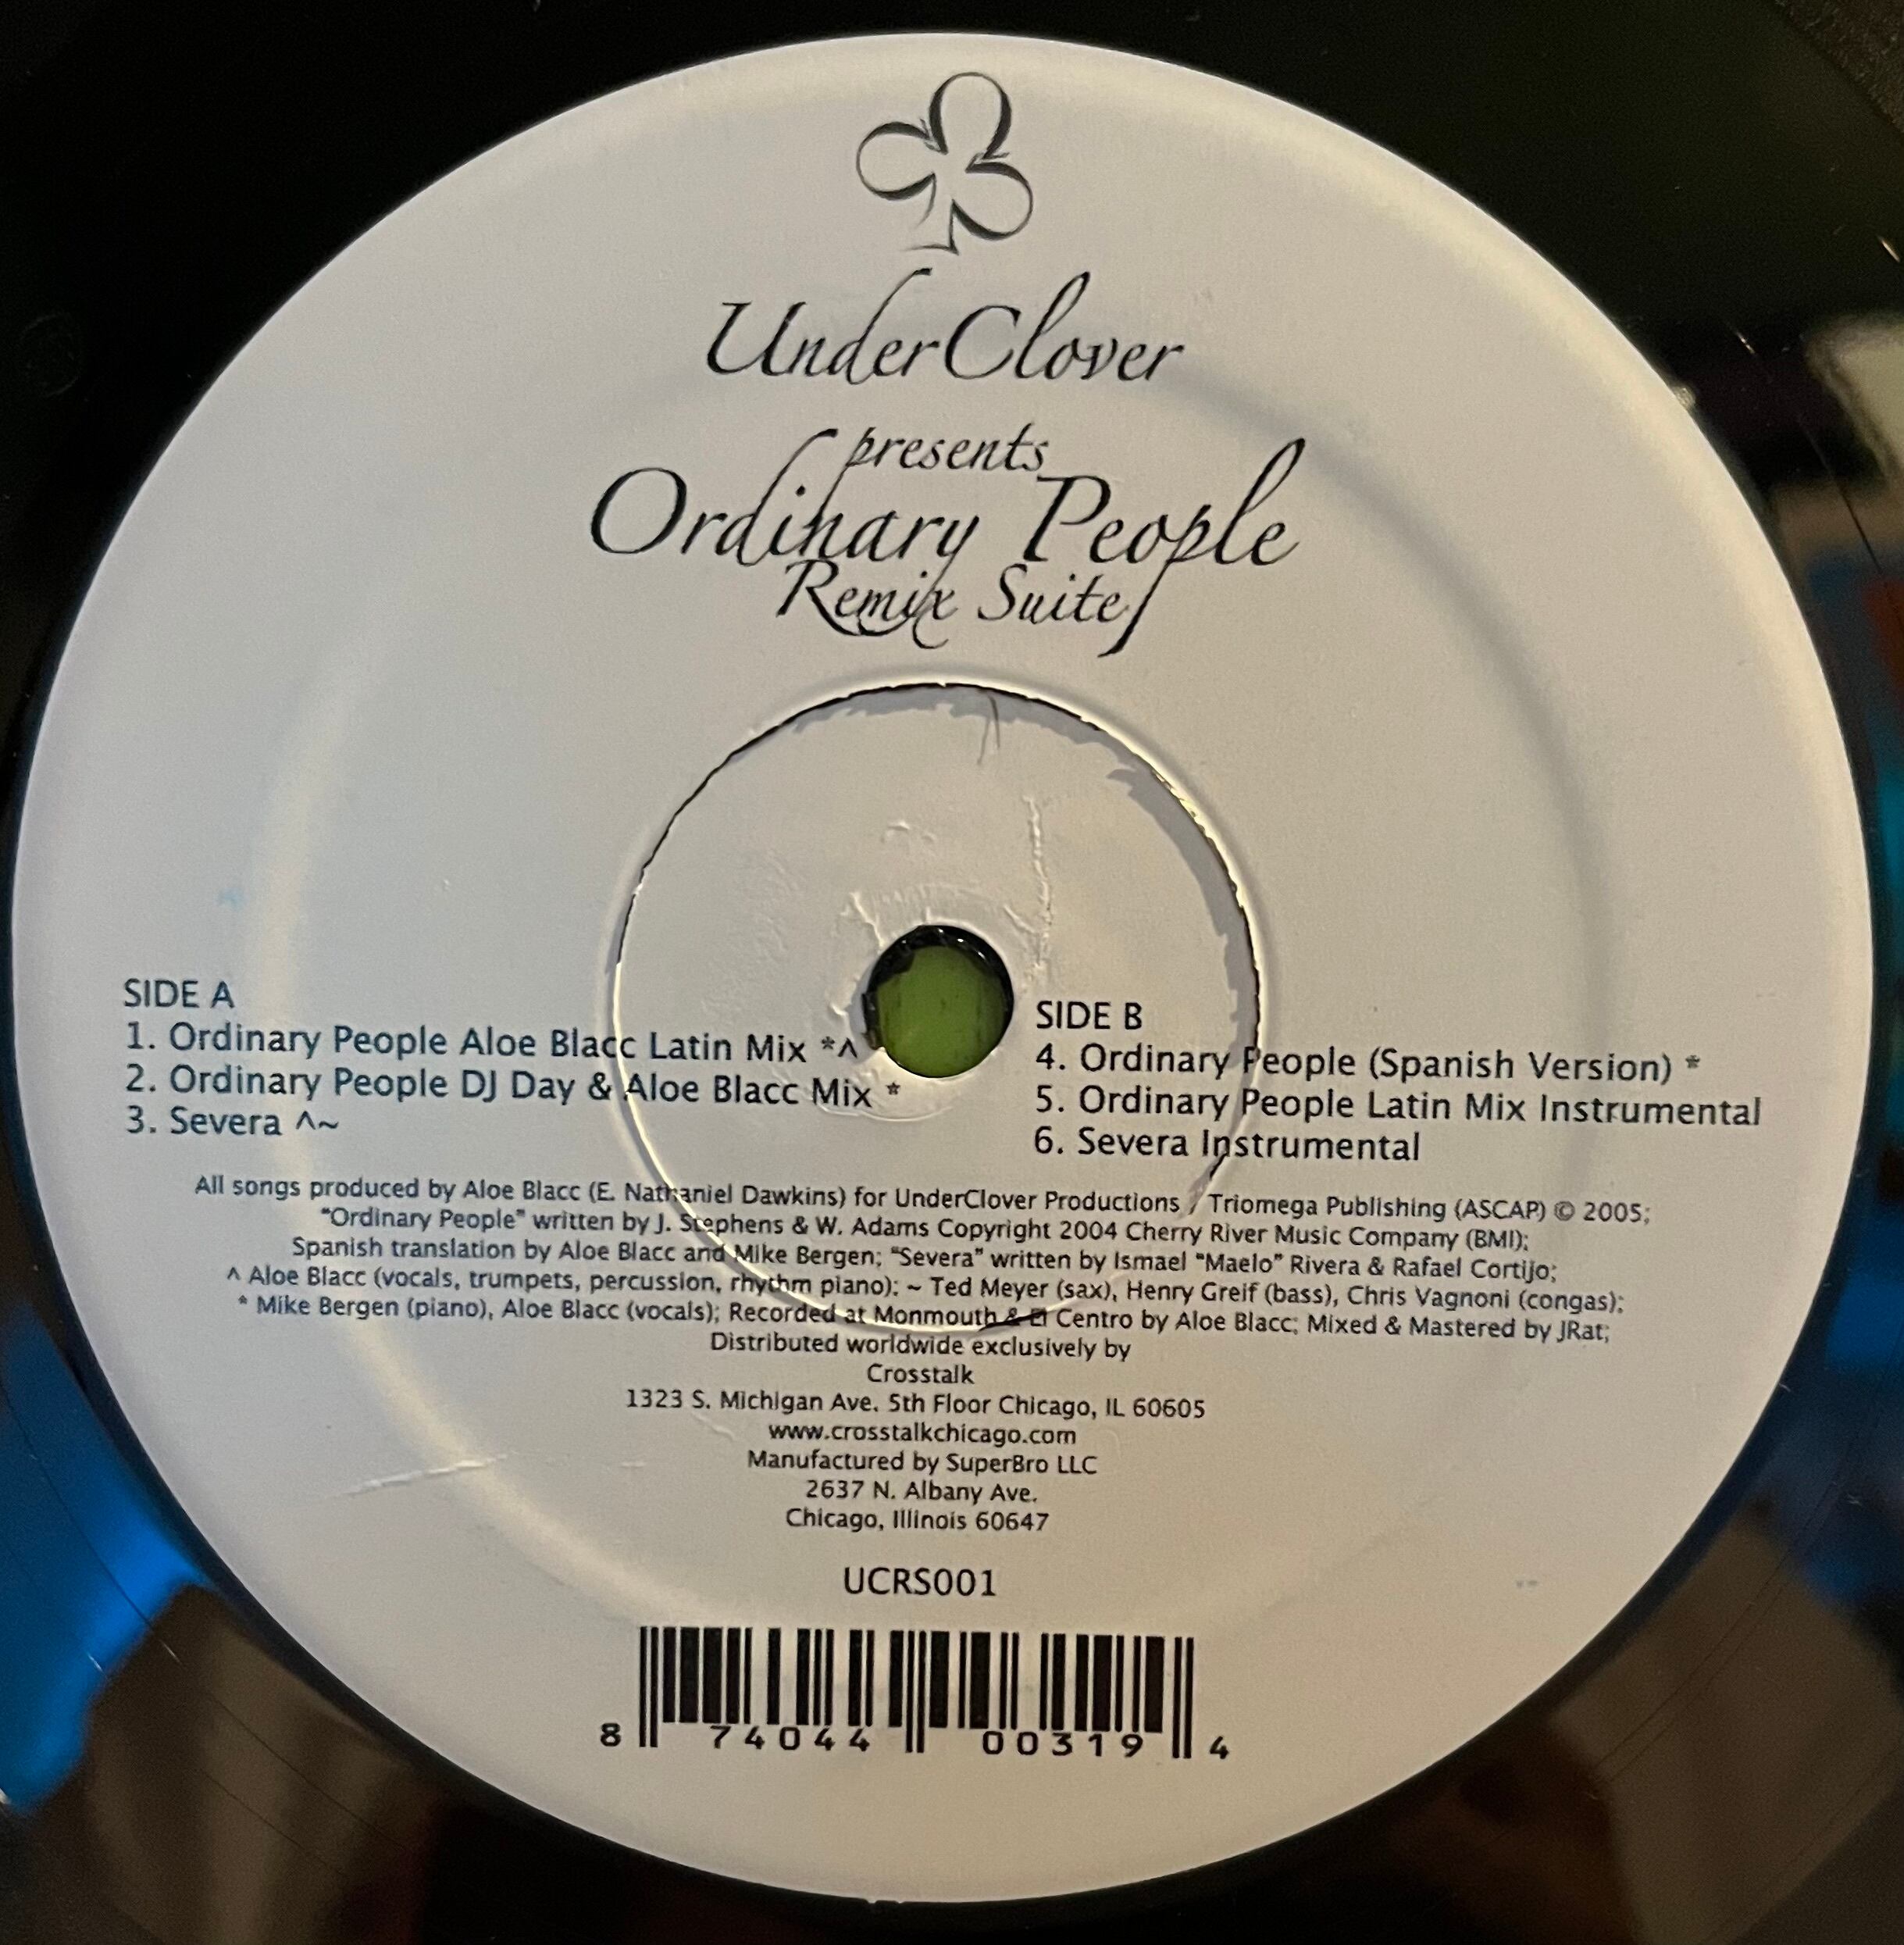 UnderClover
presents
Ordinary People
Remix Suite
SIDE A
1. Ordinary People Aloe Blacc Latin Mix *^
2. Ordinary People DJ Day & Aloe Blacc Mix *
3. Severa ^~
SIDE B
4. Ordinary People (Spanish Version) *
5. Ordinary People Latin Mix Instrumental
6. Severa Instrumental
All songs produced by Aloe Blacc (E. Nathaniel Dawkins) for UnderClover Productions / Triomega Publishing (ASCAP) © 2005;
"Ordinary People" written by J. Stephens & W. Adams Copyright 2004 Cherry River Music Company (BMI);
Spanish translation by Aloe Blacc and Mike Bergen; "Severa" written by Ismael "Maelo" Rivera & Rafael Cortijo;
^ Aloe Blacc (vocals, trumpets, percussion, rhythm piano); ~ Ted Meyer (sax), Henry Greif (bass), Chris Vagnoni (congas);
* Mike Bergen (piano), Aloe Blacc (vocals); Recorded at Monmouth & El Centro by Aloe Blacc; Mixed & Mastered by JRat;
Distributed worldwide exclusively by
Crosstalk
1323 S. Michigan Ave. 5th Floor Chicago, IL 60605
www.crosstalkchicago.com
Manufactured by SuperBro LLC
2637 N. Albany Ave.
Chicago, Illinois 60647
UCRS001
8 74044 00319 4